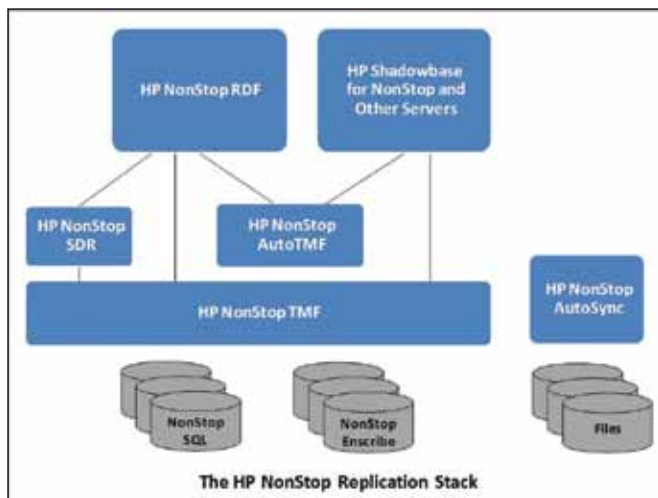 HP NonStop RDF
HP Shadowbase
for NonStop and
Other Servers
HP NonStop
SDR
HP NonStop
AutoTMF
HP NonStop TMF
HP NonStop
AutoSync
NonStop
SQL
NonStop
Enscribe
Files
The HP NonStop Replication Stack